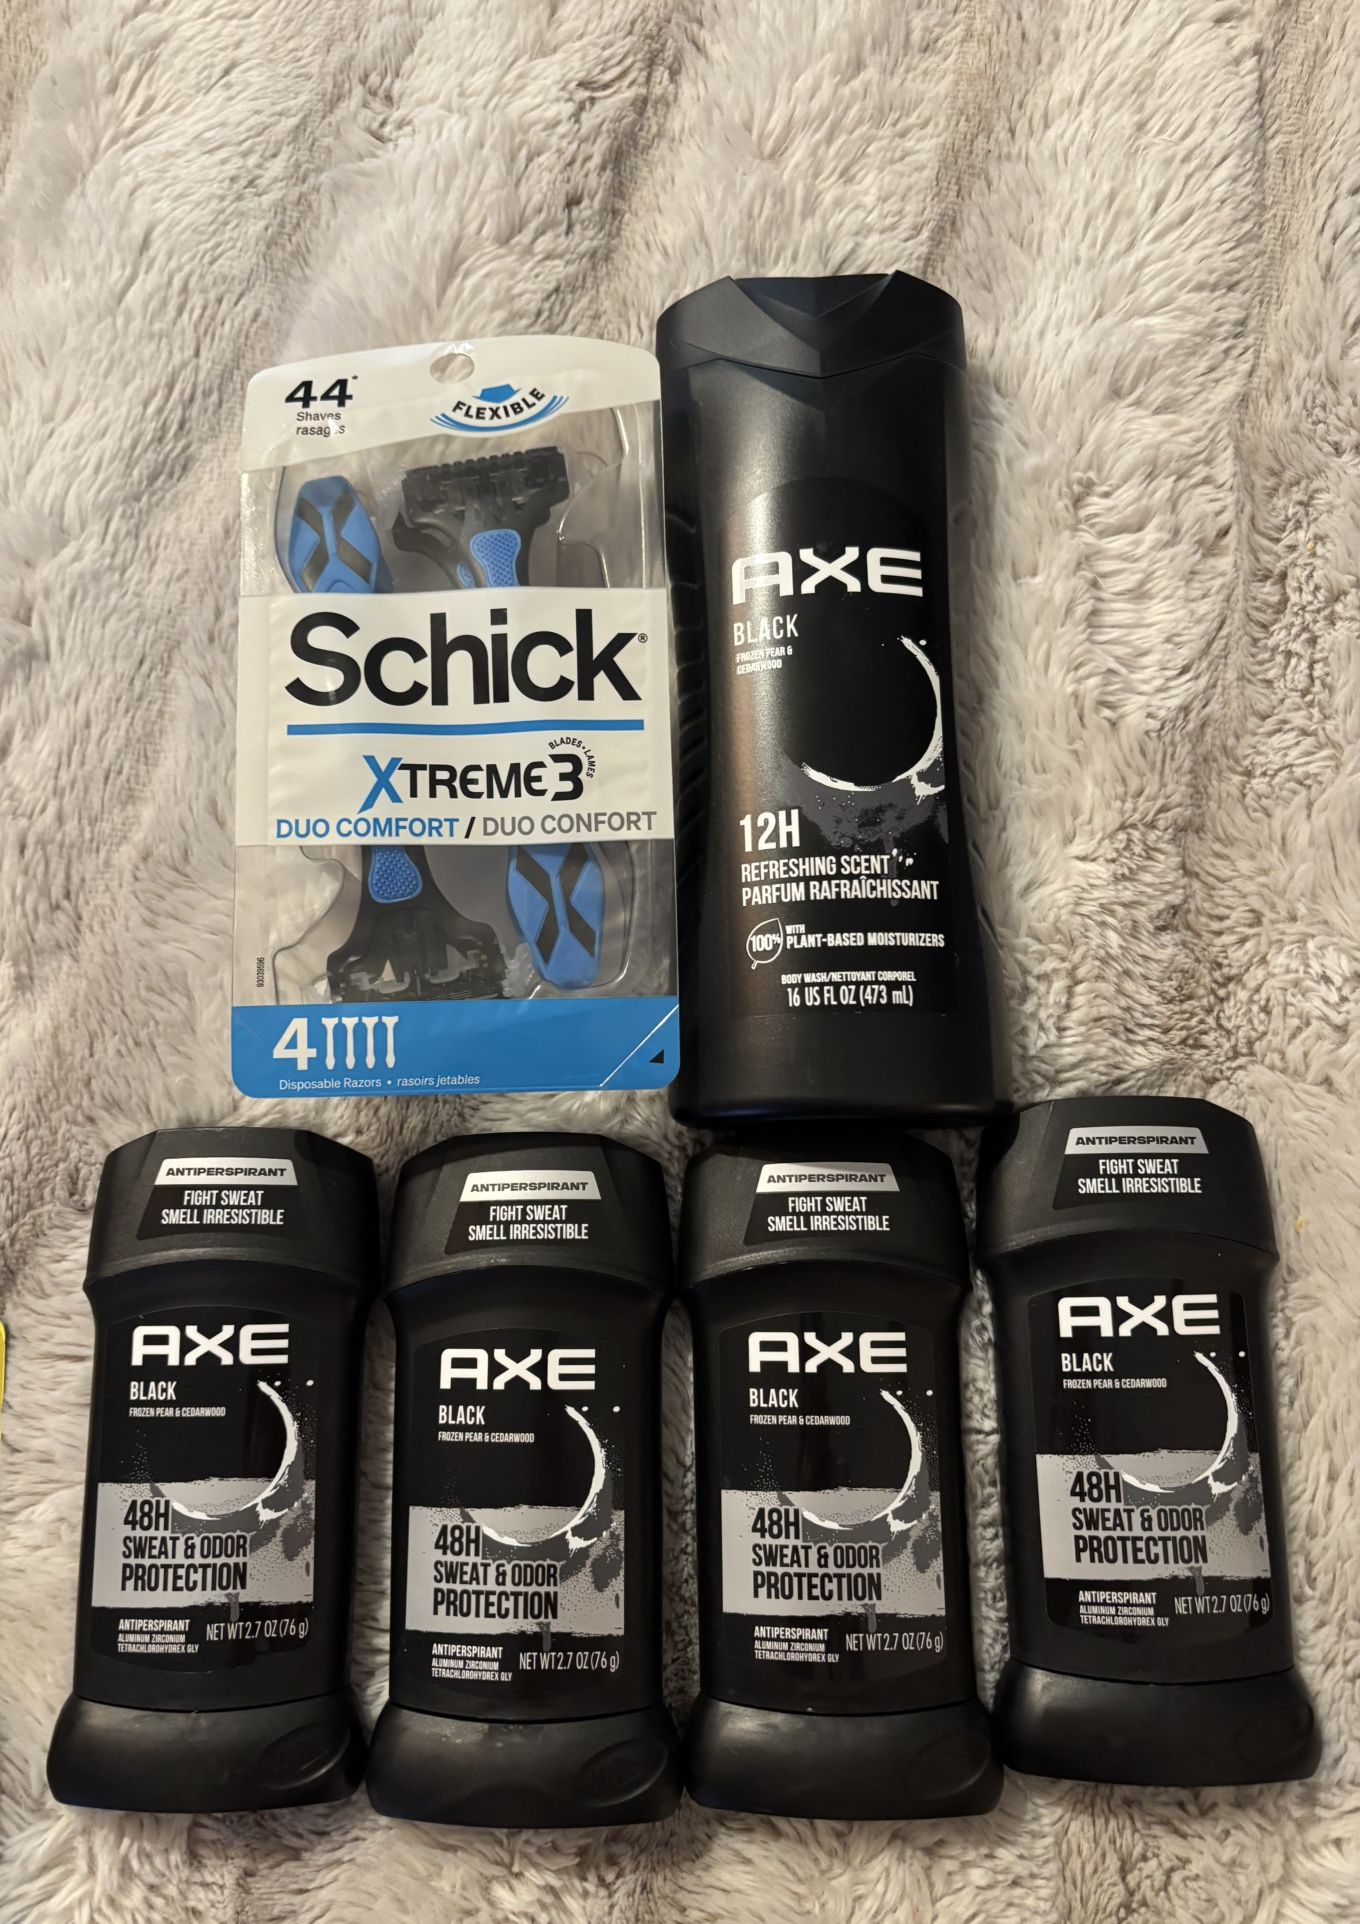 44*
Shaves
rasages
FLEXIBLE
Schick®
XTREME3
BLADES • LAMES
DUO COMFORT / DUO CONFORT
93039596
4
Disposable Razors • rasoirs jetables
AXE
BLACK
FROZEN PEAR &
CEDARWOOD
12H
REFRESHING SCENT
PARFUM RAFRAÎCHISSANT
100% WITH
PLANT-BASED MOISTURIZERS
BODY WASH/NETTOYANT CORPOREL
16 US FL OZ (473 mL)
ANTIPERSPIRANT
FIGHT SWEAT
SMELL IRRESISTIBLE
AXE
BLACK
FROZEN PEAR & CEDARWOOD
48H
SWEAT & ODOR
PROTECTION
ANTIPERSPIRANT
ALUMINUM ZIRCONIUM
TETRACHLOROHYDREX GLY
NET WT 2.7 OZ (76 g)
ANTIPERSPIRANT
FIGHT SWEAT
SMELL IRRESISTIBLE
AXE
BLACK
FROZEN PEAR & CEDARWOOD
48H
SWEAT & ODOR
PROTECTION
ANTIPERSPIRANT
ALUMINUM ZIRCONIUM
TETRACHLOROHYDREX GLY
NET WT 2.7 OZ (76 g)
ANTIPERSPIRANT
FIGHT SWEAT
SMELL IRRESISTIBLE
AXE
BLACK
FROZEN PEAR & CEDARWOOD
48H
SWEAT & ODOR
PROTECTION
ANTIPERSPIRANT
ALUMINUM ZIRCONIUM
TETRACHLOROHYDREX GLY
NET WT 2.7 OZ (76 g)
ANTIPERSPIRANT
FIGHT SWEAT
SMELL IRRESISTIBLE
AXE
BLACK
FROZEN PEAR & CEDARWOOD
48H
SWEAT & ODOR
PROTECTION
ANTIPERSPIRANT
ALUMINUM ZIRCONIUM
TETRACHLOROHYDREX GLY
NET WT 2.7 OZ (76 g)